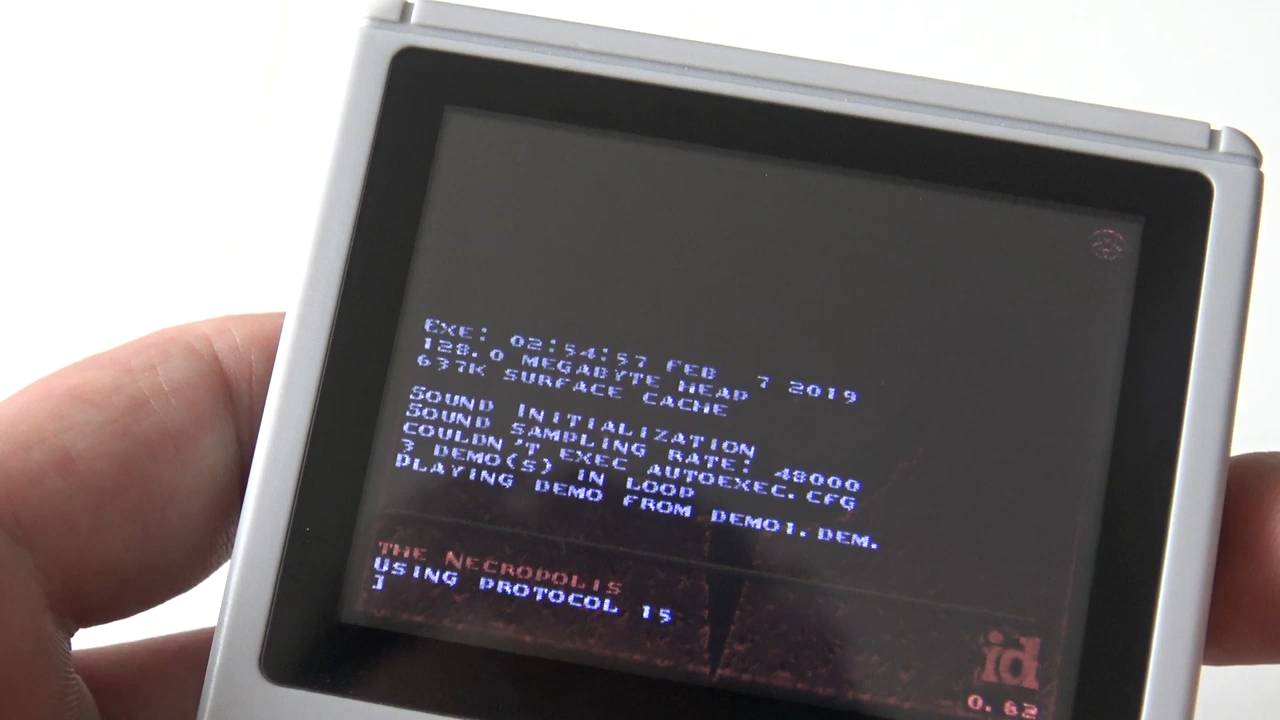 EXE: 02:54:57 FEB  7 2019
128.0 MEGABYTE HEAP
637K SURFACE CACHE
SOUND INITIALIZATION
SOUND SAMPLING RATE: 48000
COULDN'T EXEC AUTOEXEC.CFG
3 DEMO(S) IN LOOP
PLAYING DEMO FROM DEMO1.DEM.
THE NECROPOLIS
USING PROTOCOL 15
]
id
0.62